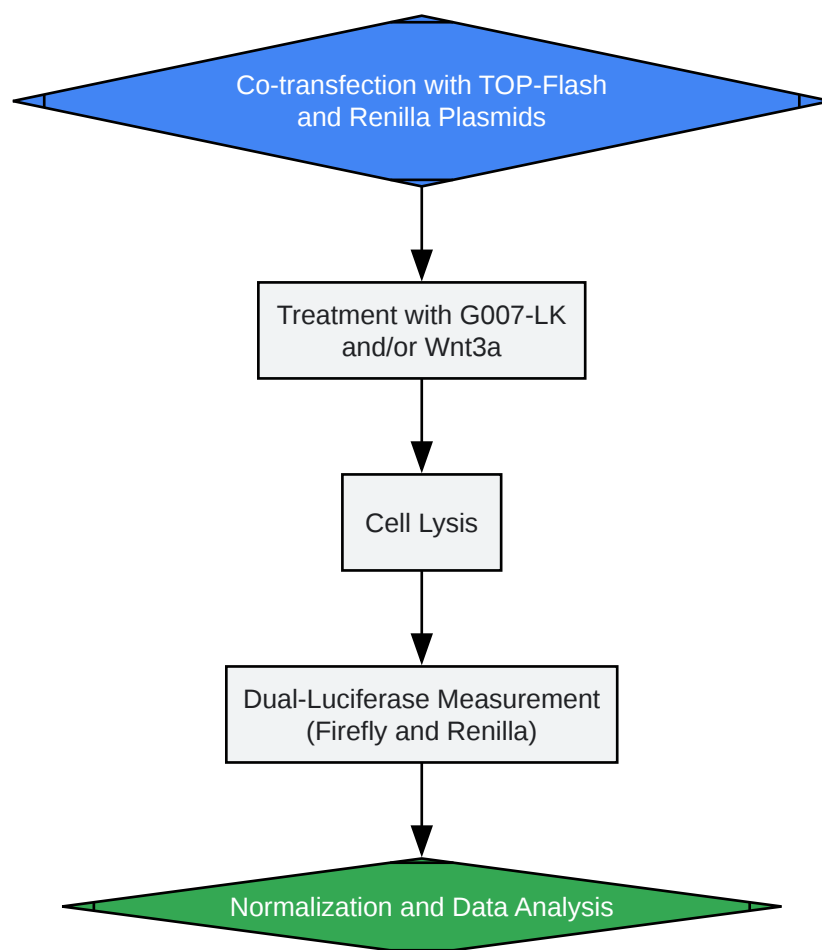 Co-transfection with TOP-Flash
and Renilla Plasmids
Treatment with G007-LK
and/or Wnt3a
Cell Lysis
Dual-Luciferase Measurement
(Firefly and Renilla)
Normalization and Data Analysis